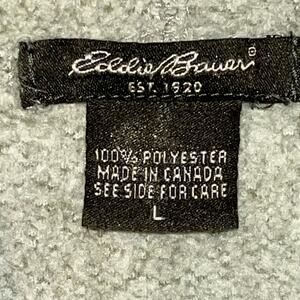 Eddie Bauer®
EST. 1920
100% POLYESTER
MADE IN CANADA
SEE SIDE FOR CARE
L